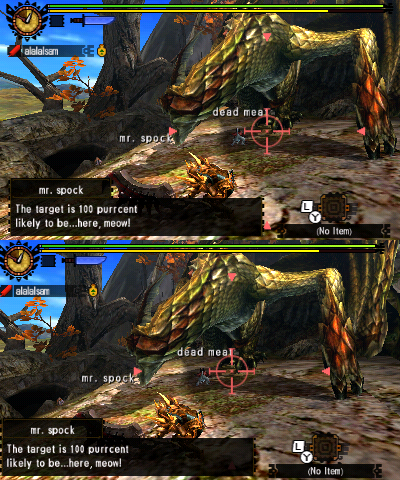 alalalsam
dead meat
mr. spock
mr. spock
The target is 100 purrcent
likely to be...here, meow!
L
Y
(No Item)
alalalsam
dead meat
mr. spock
mr. spock
The target is 100 purrcent
likely to be...here, meow!
L
Y
(No Item)